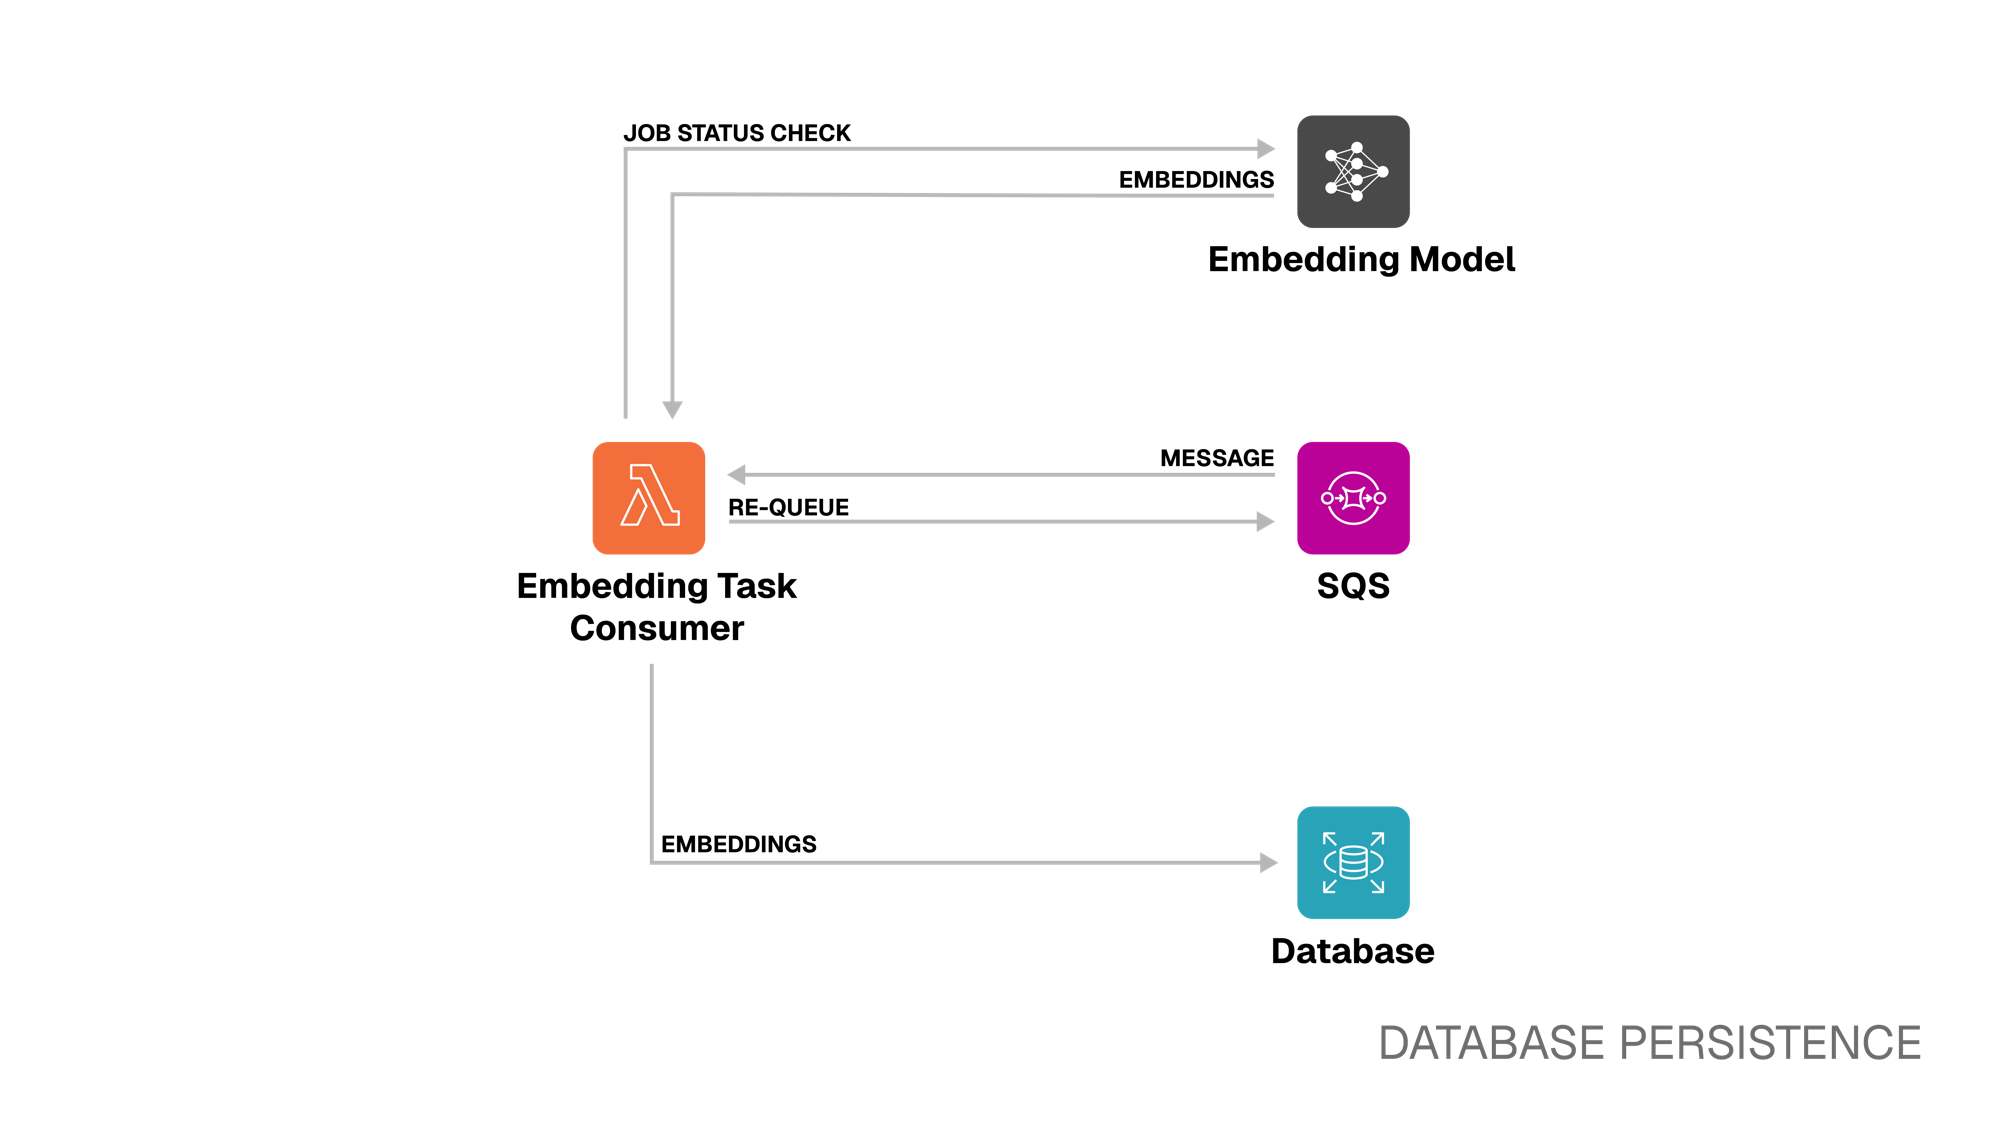 JOB STATUS CHECK
EMBEDDINGS
Embedding Model
MESSAGE
RE-QUEUE
Embedding Task
Consumer
SQS
EMBEDDINGS
Database
DATABASE PERSISTENCE